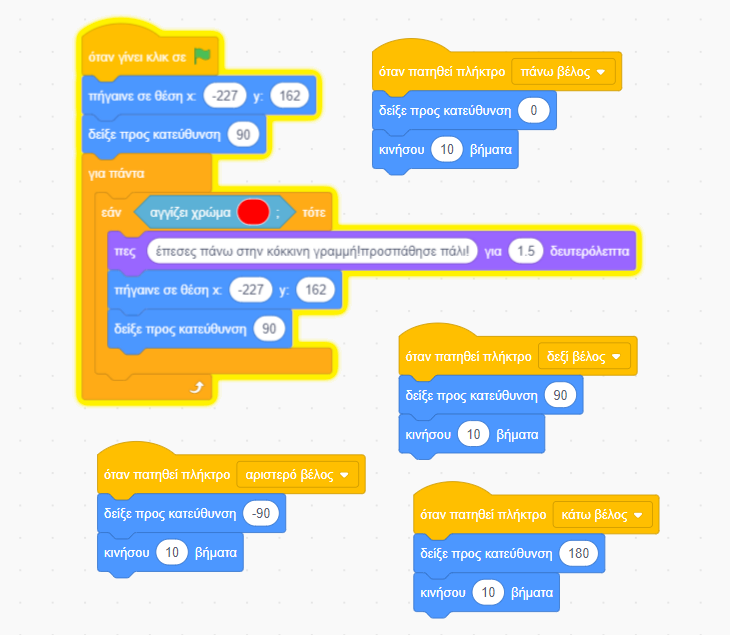 όταν γίνει κλικ σε
πήγαινε σε θέση x: -227 y: 162
δείξε προς κατεύθυνση 90
για πάντα
εάν αγγίζει χρώμα ; τότε
πες έπεσες πάνω στην κόκκινη γραμμή!προσπάθησε πάλι! για 1.5 δευτερόλεπτα
πήγαινε σε θέση x: -227 y: 162
δείξε προς κατεύθυνση 90
όταν πατηθεί πλήκτρο πάνω βέλος
δείξε προς κατεύθυνση 0
κινήσου 10 βήματα
όταν πατηθεί πλήκτρο δεξί βέλος
δείξε προς κατεύθυνση 90
κινήσου 10 βήματα
όταν πατηθεί πλήκτρο αριστερό βέλος
δείξε προς κατεύθυνση -90
κινήσου 10 βήματα
όταν πατηθεί πλήκτρο κάτω βέλος
δείξε προς κατεύθυνση 180
κινήσου 10 βήματα